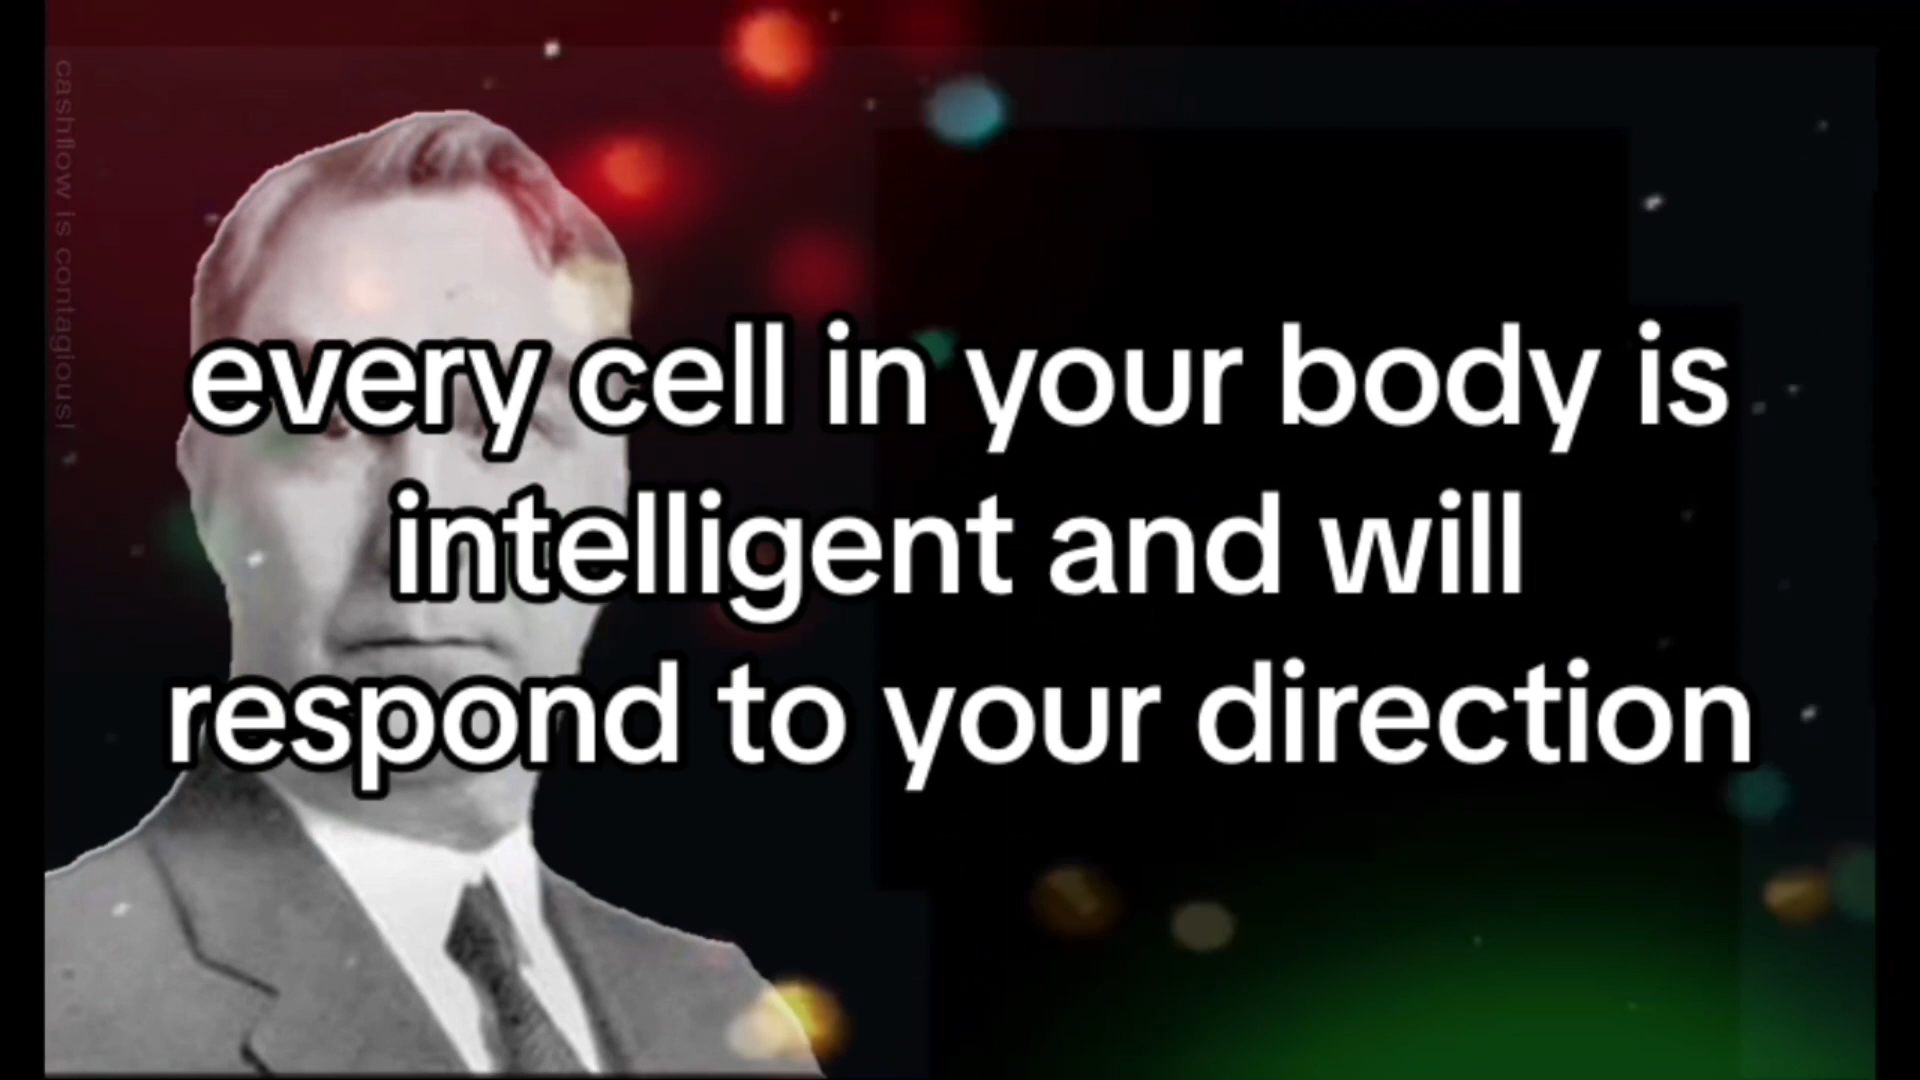 cashflow is contagious!
every cell in your body is
intelligent and will
respond to your direction